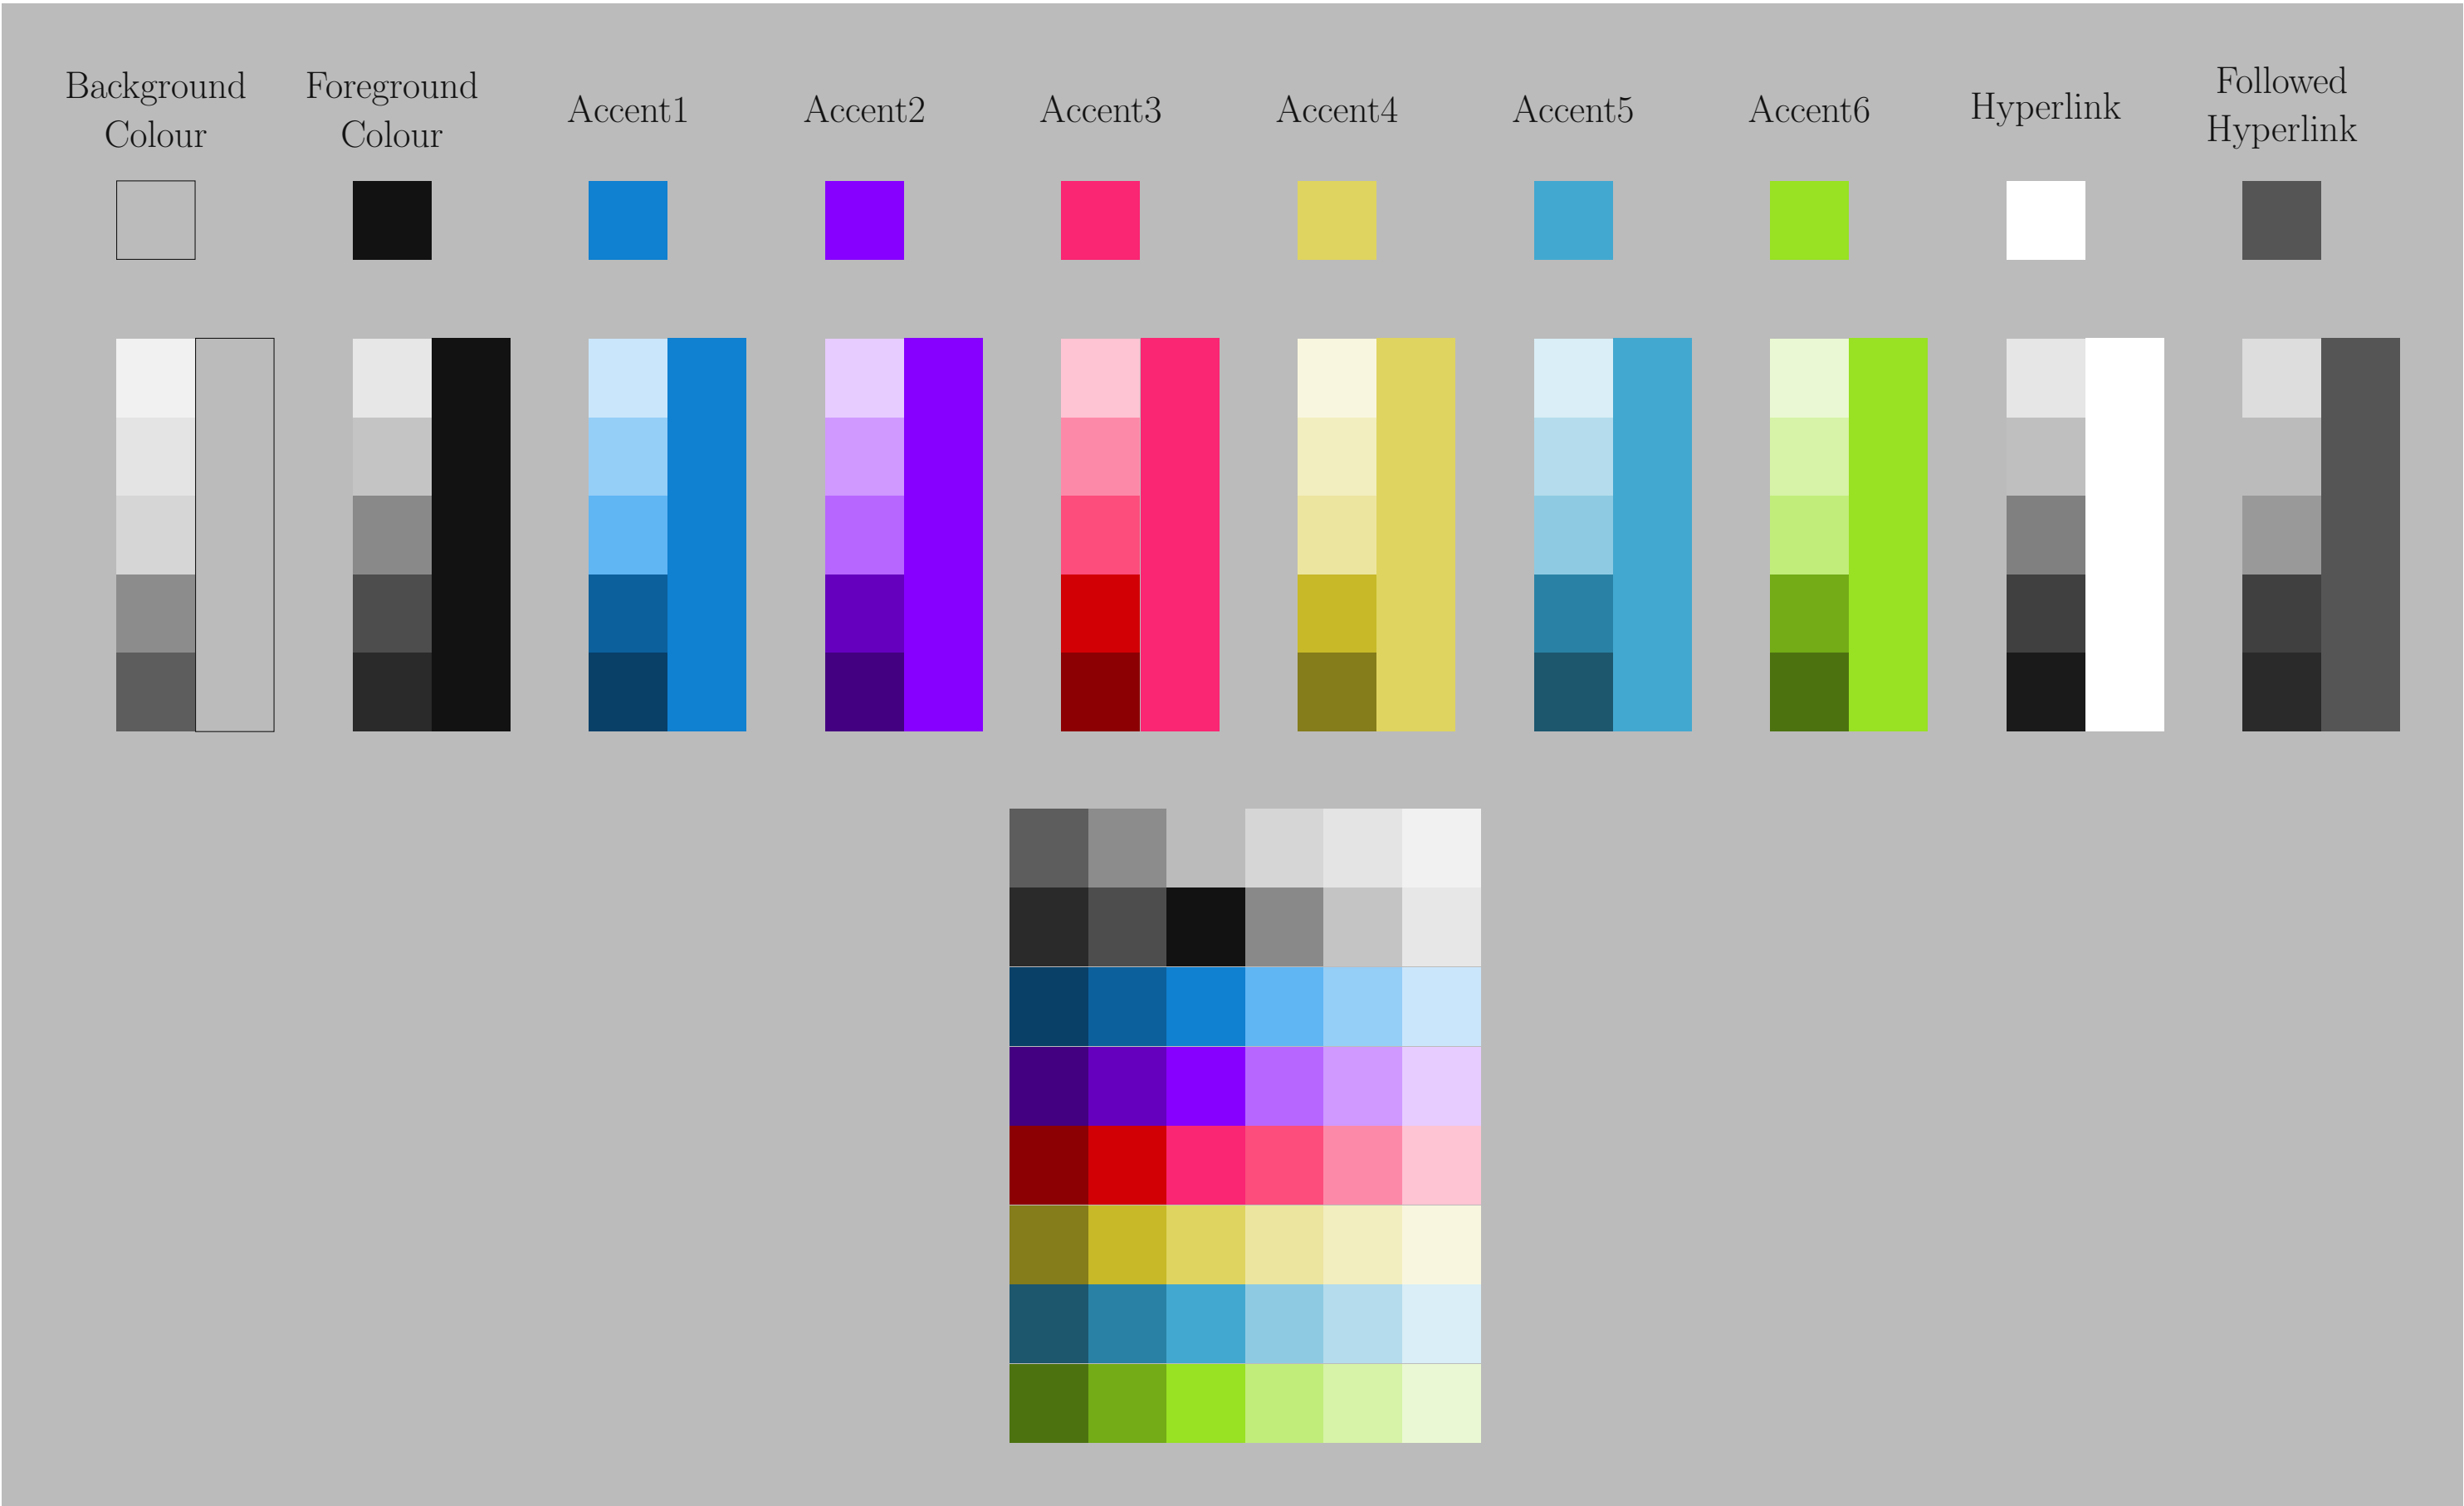 Background
Colour
Foreground
Colour
Accent1
Accent2
Accent3
Accent4
Accent5
Accent6
Hyperlink
Followed
Hyperlink